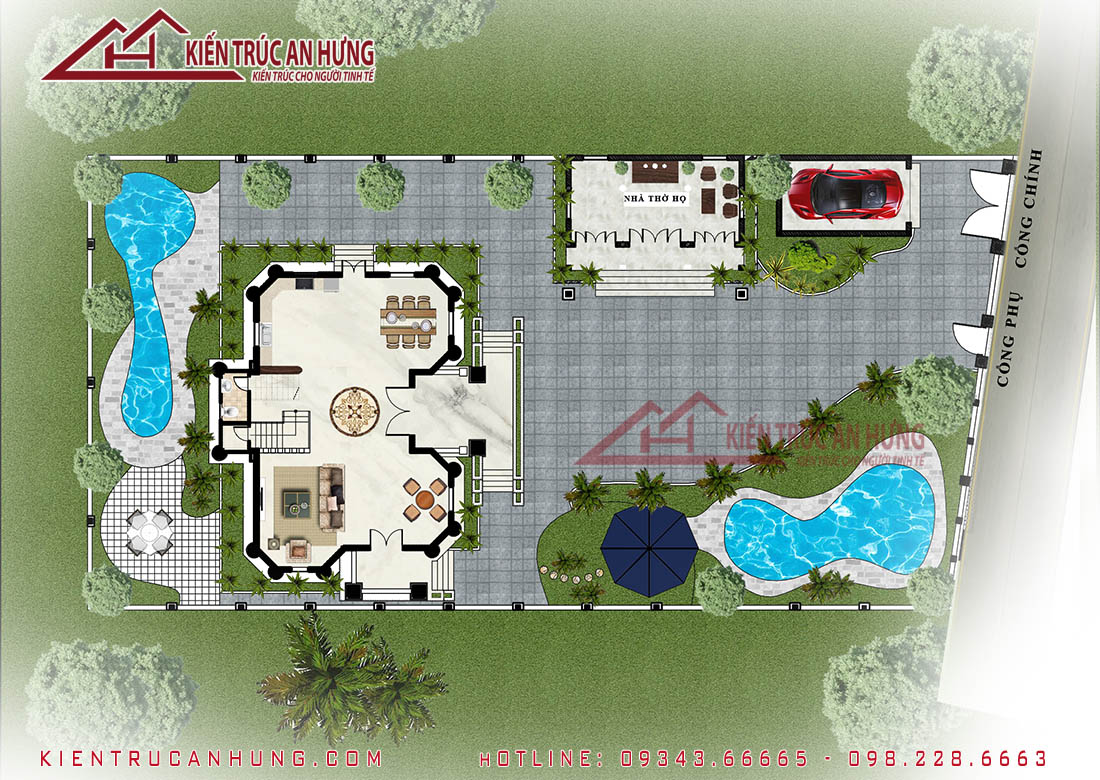 KIẾN TRÚC AN HƯNG
KIẾN TRÚC CHO NGƯỜI TINH TẾ
NHÀ THỜ HỌ
CỔNG CHÍNH
CỔNG PHỤ
KIẾN TRÚC AN HƯNG
KIẾN TRÚC CHO NGƯỜI TINH TẾ
KIENTRUCANHUNG.COM
HOTLINE: 09343.66665 - 098.228.6663